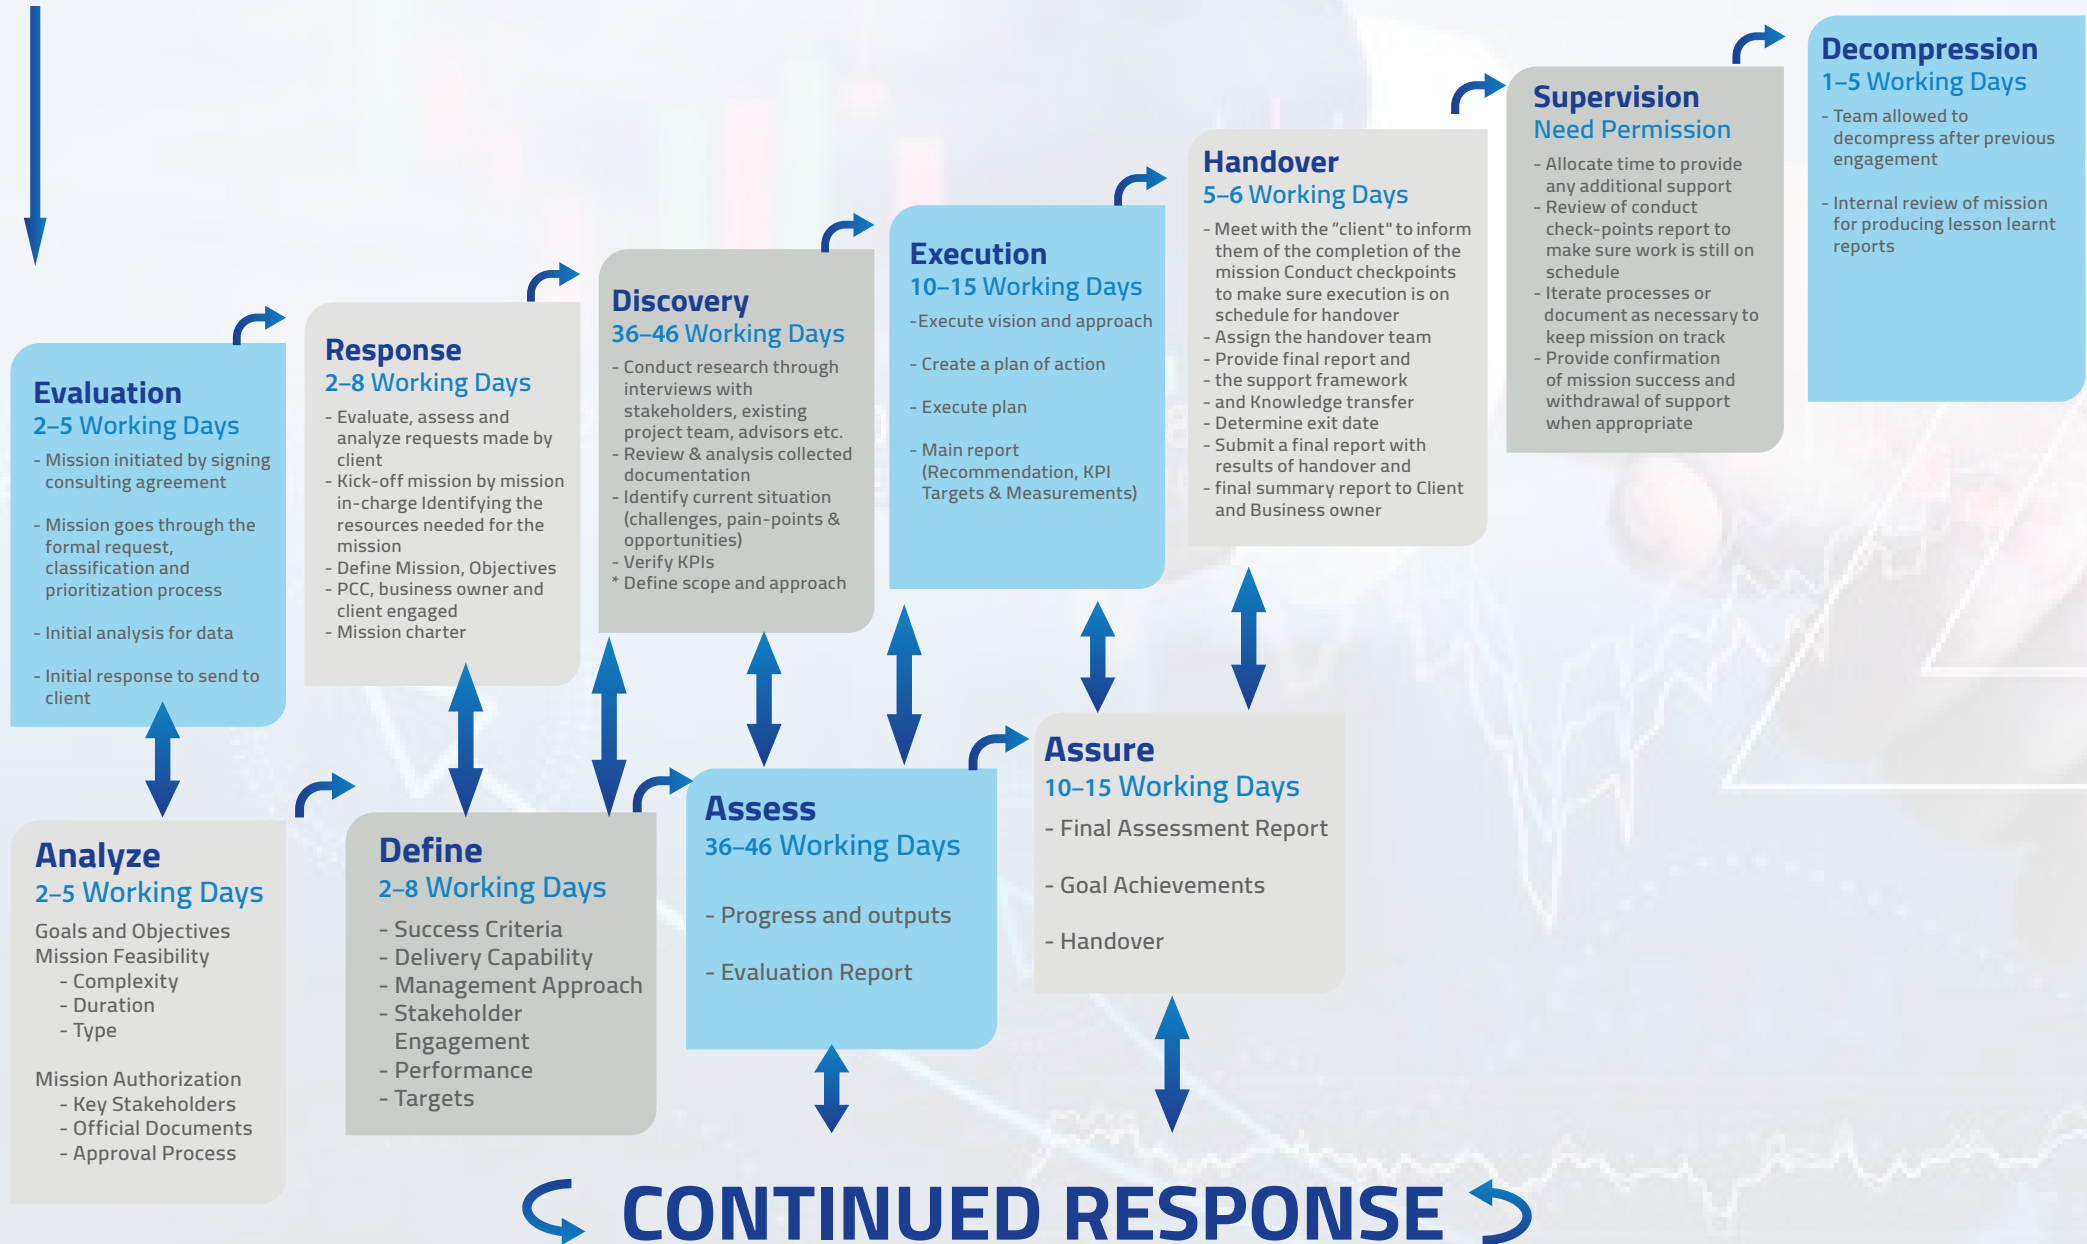 Evaluation
2–5 Working Days
- Mission initiated by signing
consulting agreement
- Mission goes through the
formal request,
classification and
prioritization process
- Initial analysis for data
- Initial response to send to
client
Response
2–8 Working Days
- Evaluate, assess and
analyze requests made by
client
- Kick-off mission by mission
in-charge Identifying the
resources needed for the
mission
- Define Mission, Objectives
- PCC, business owner and
client engaged
- Mission charter
Discovery
36–46 Working Days
- Conduct research through
interviews with
stakeholders, existing
project team, advisors etc.
- Review & analysis collected
documentation
- Identify current situation
(challenges, pain-points &
opportunities)
- Verify KPIs
* Define scope and approach
Execution
10–15 Working Days
-Execute vision and approach
- Create a plan of action
- Execute plan
- Main report
(Recommendation, KPI
Targets & Measurements)
Handover
5–6 Working Days
- Meet with the “client" to inform
them of the completion of the
mission Conduct checkpoints
to make sure execution is on
schedule for handover
- Assign the handover team
- Provide final report and
- the support framework
- and Knowledge transfer
- Determine exit date
- Submit a final report with
results of handover and
- final summary report to Client
and Business owner
Supervision
Need Permission
- Allocate time to provide
any additional support
- Review of conduct
check-points report to
make sure work is still on
schedule
- Iterate processes or
document as necessary to
keep mission on track
- Provide confirmation
of mission success and
withdrawal of support
when appropriate
Decompression
1–5 Working Days
- Team allowed to
decompress after previous
engagement
- Internal review of mission
for producing lesson learnt
reports
Analyze
2–5 Working Days
Goals and Objectives
Mission Feasibility
- Complexity
- Duration
- Type
Mission Authorization
- Key Stakeholders
- Official Documents
- Approval Process
Define
2–8 Working Days
- Success Criteria
- Delivery Capability
- Management Approach
- Stakeholder
Engagement
- Performance
- Targets
Assess
36–46 Working Days
- Progress and outputs
- Evaluation Report
Assure
10–15 Working Days
- Final Assessment Report
- Goal Achievements
- Handover
CONTINUED RESPONSE